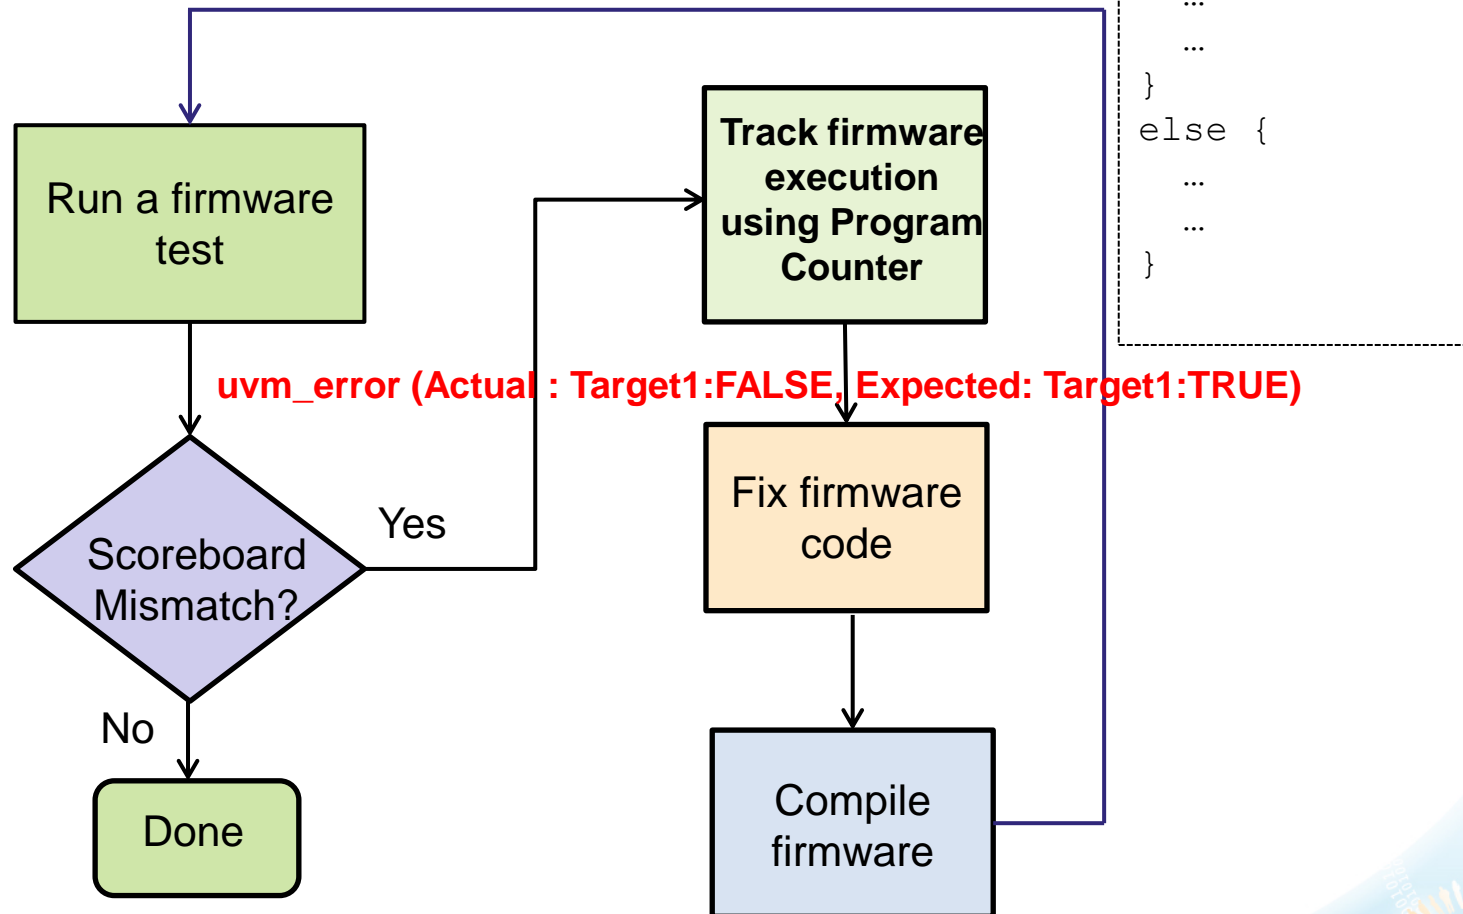 …
…
}
else {
…
…
}
Run a firmware
test
Track firmware
execution
using Program
Counter
uvm_error (Actual : Target1:FALSE, Expected: Target1:TRUE)
Scoreboard
Mismatch?
Yes
No
Done
Fix firmware
code
Compile
firmware